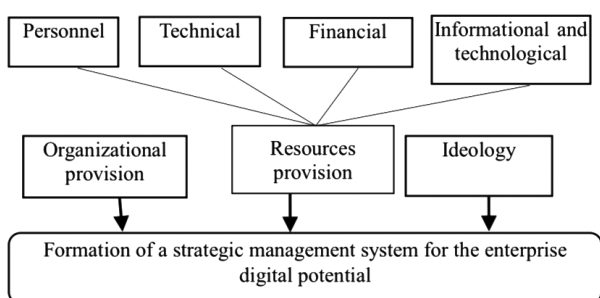 Personnel
Technical
Financial
Informational and
technological
Organizational
provision
Resources
provision
Ideology
Formation of a strategic management system for the enterprise
digital potential